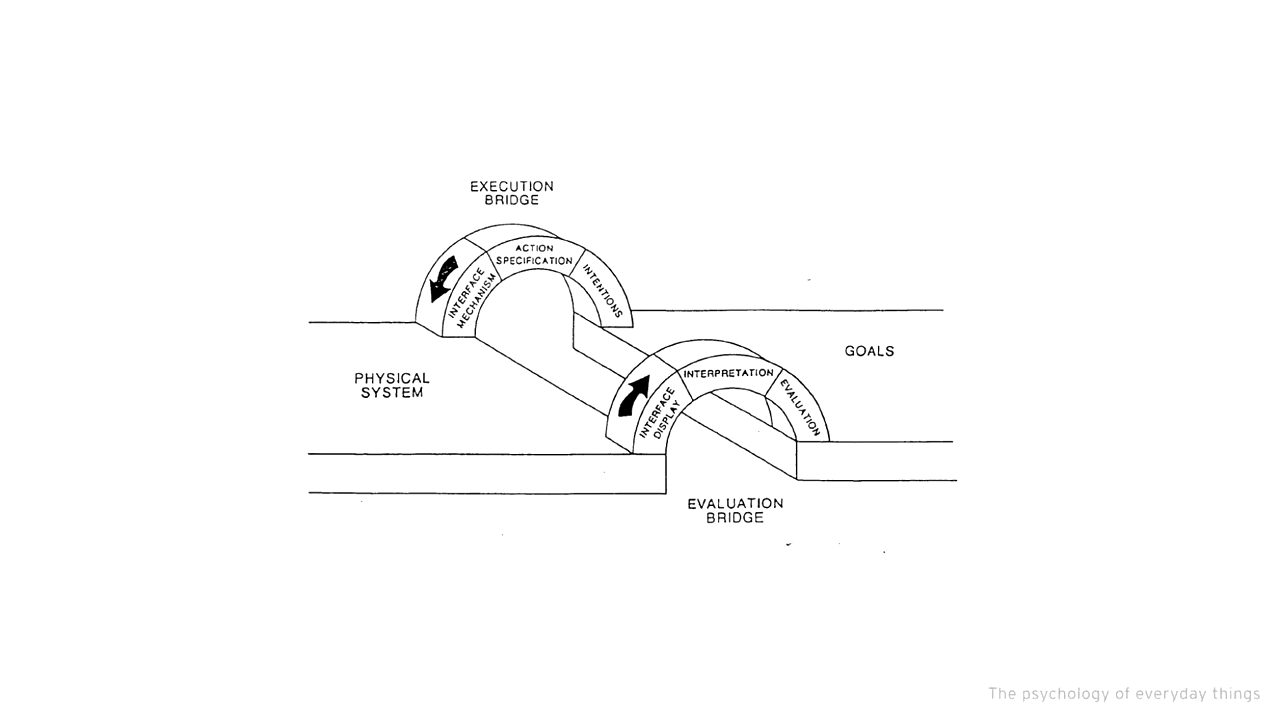 EXECUTION
BRIDGE
ACTION
SPECIFICATION
INTERFACE
MECHANISM
INTENTIONS
GOALS
PHYSICAL
SYSTEM
INTERPRETATION
INTERFACE
DISPLAY
EVALUATION
EVALUATION
BRIDGE
The psychology of everyday things